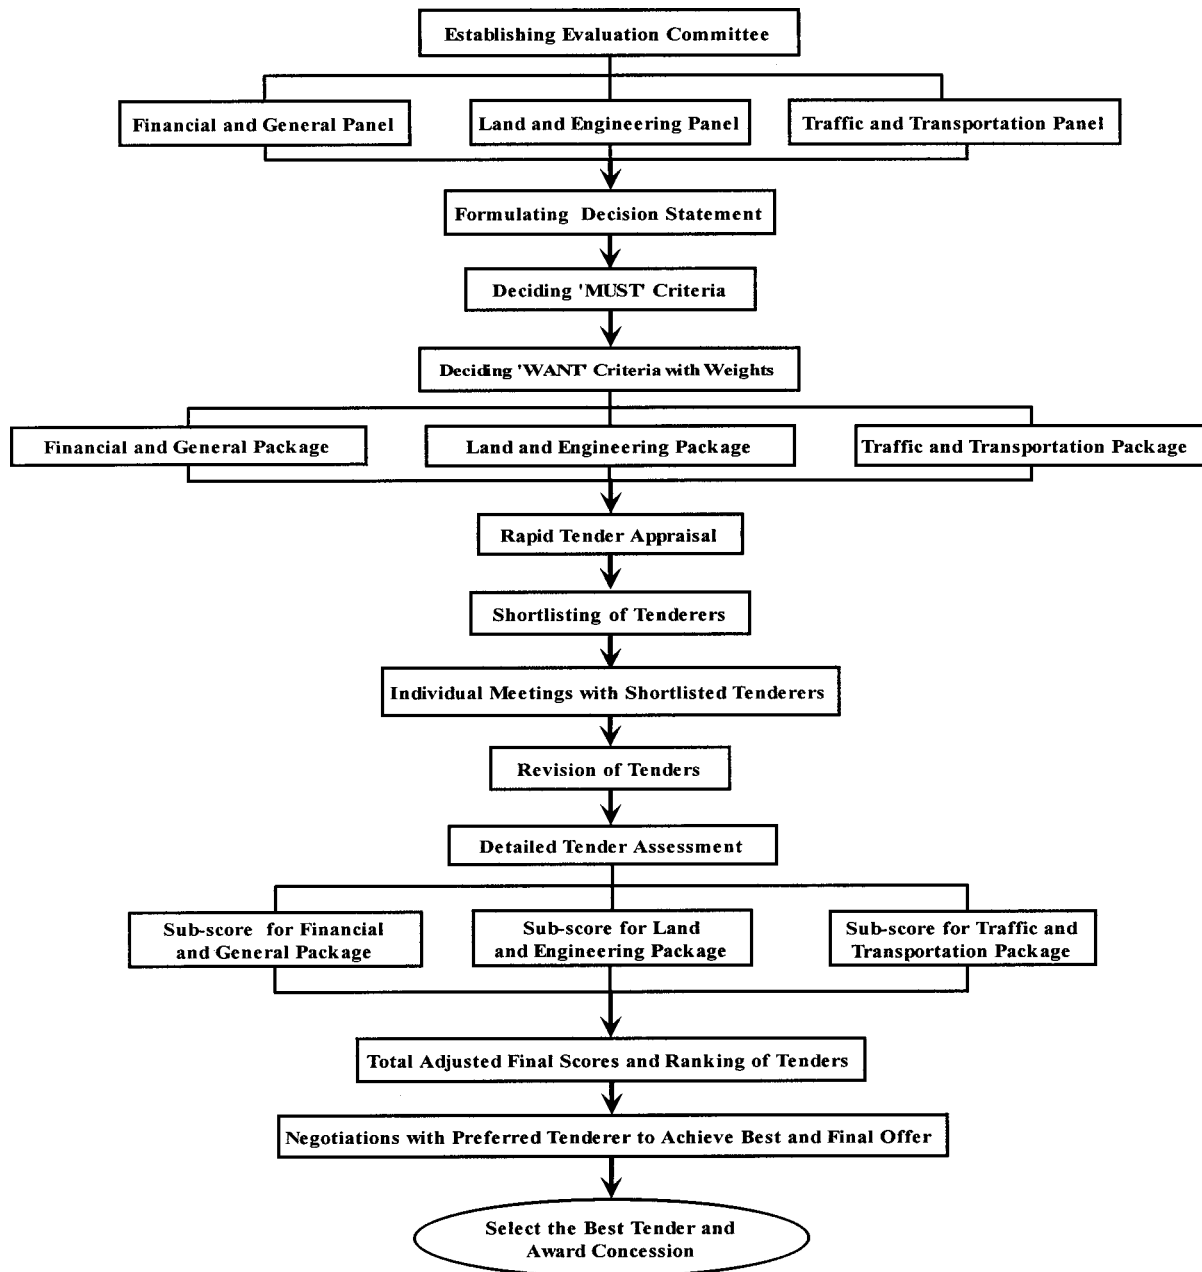 Establishing Evaluation Committee
Financial and General Panel
Land and Engineering Panel
Traffic and Transportation Panel
Formulating Decision Statement
Deciding 'MUST' Criteria
Deciding 'WANT' Criteria with Weights
Financial and General Package
Land and Engineering Package
Traffic and Transportation Package
Rapid Tender Appraisal
Shortlisting of Tenderers
Individual Meetings with Shortlisted Tenderers
Revision of Tenders
Detailed Tender Assessment
Sub-score for Financial
and General Package
Sub-score for Land
and Engineering Package
Sub-score for Traffic and
Transportation Package
Total Adjusted Final Scores and Ranking of Tenders
Negotiations with Preferred Tenderer to Achieve Best and Final Offer
Select the Best Tender and
Award Concession